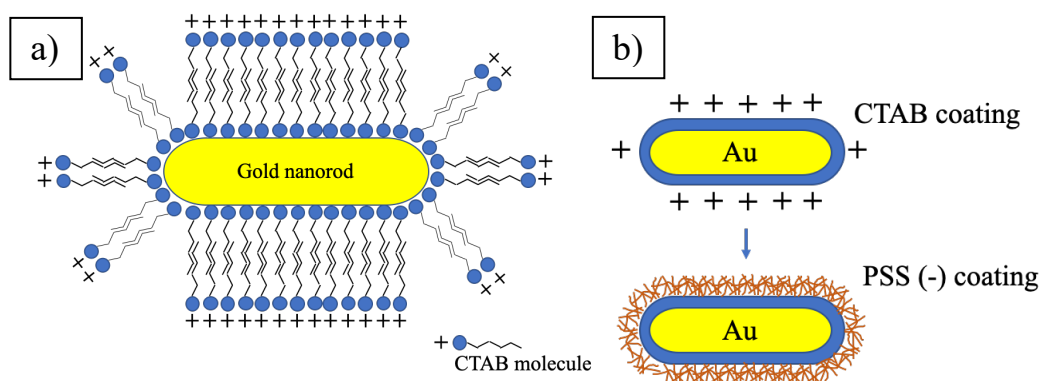 a)
+ + + + + + + + + + + + +
+ +
+ +
+
+
Gold nanorod
+
+
+ +
+ +
+ + + + + + + + + + + + +
+
CTAB molecule
b)
+ + + + +
CTAB coating
+
Au
+
+ + + + +
PSS (-) coating
Au